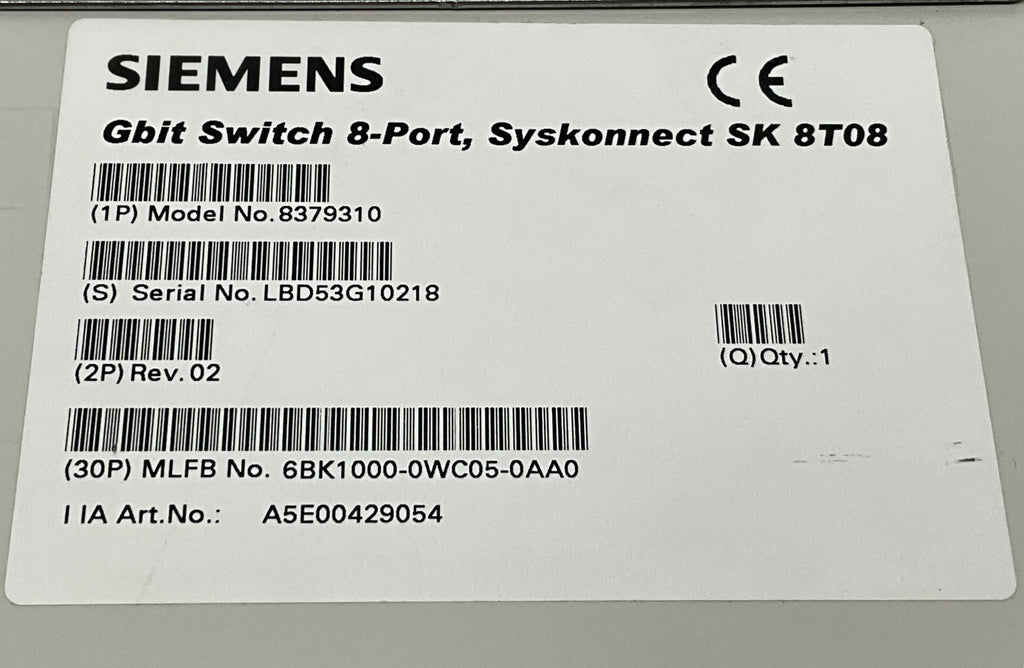 SIEMENS
CE
Gbit Switch 8-Port, Syskonnect SK 8T08
(1P) Model No.8379310
(S) Serial No. LBD53G10218
(2P) Rev. 02
(Q) Qty.:1
(30P) MLFB No. 6BK1000-0WC05-0AA0
I IA Art.No.: A5E00429054